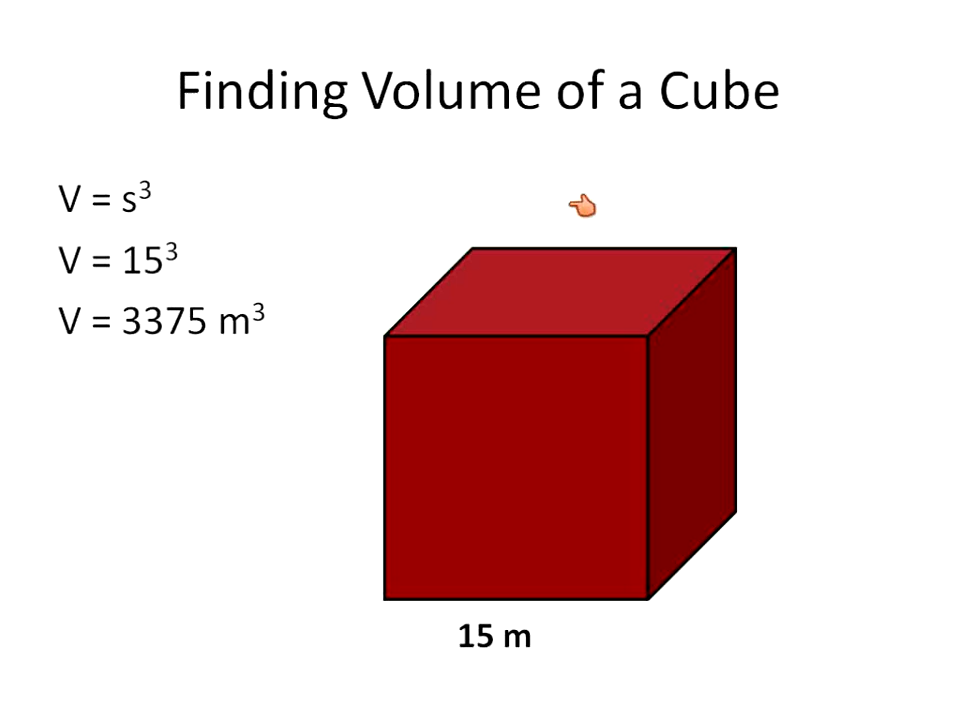 Finding Volume of a Cube
V = s³
V = 15³
V = 3375 m³
15 m